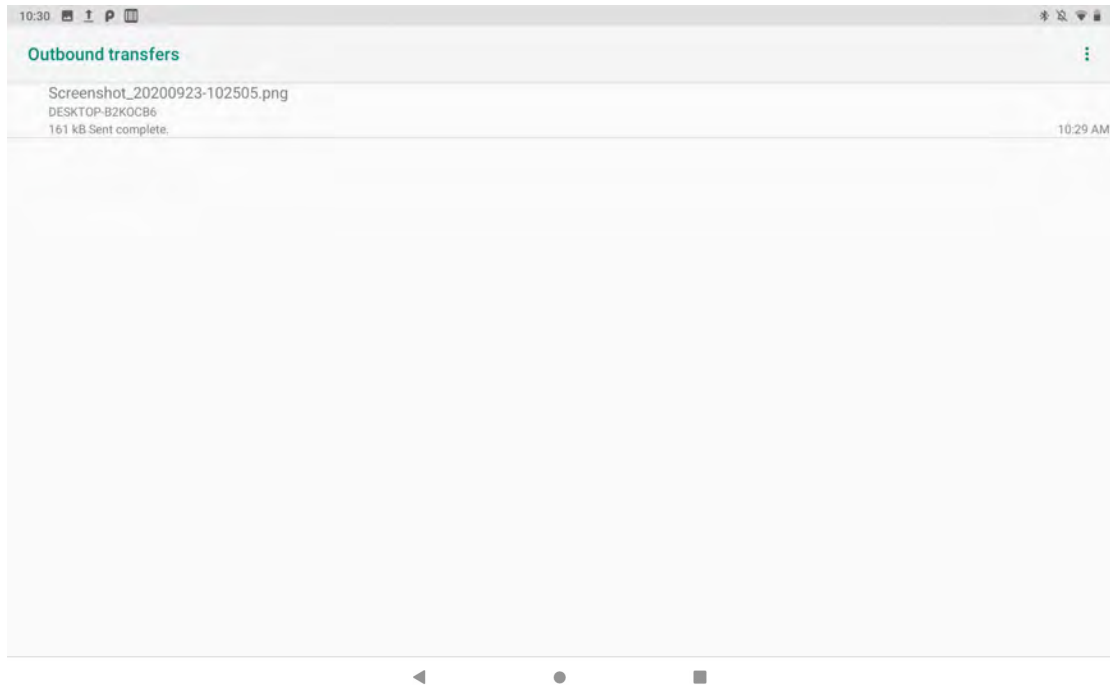 10:30
Outbound transfers
Screenshot_20200923-102505.png
DESKTOP-B2KOCB6
161 kB Sent complete.
10:29 AM